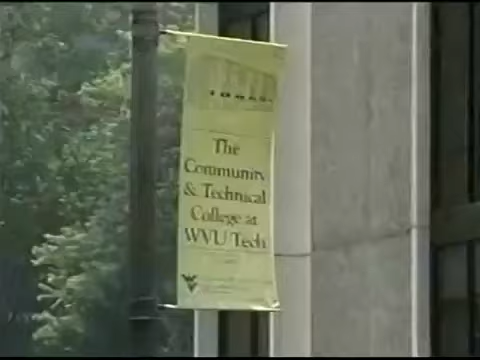 The
Community
& Technical
College at
WVU Tech